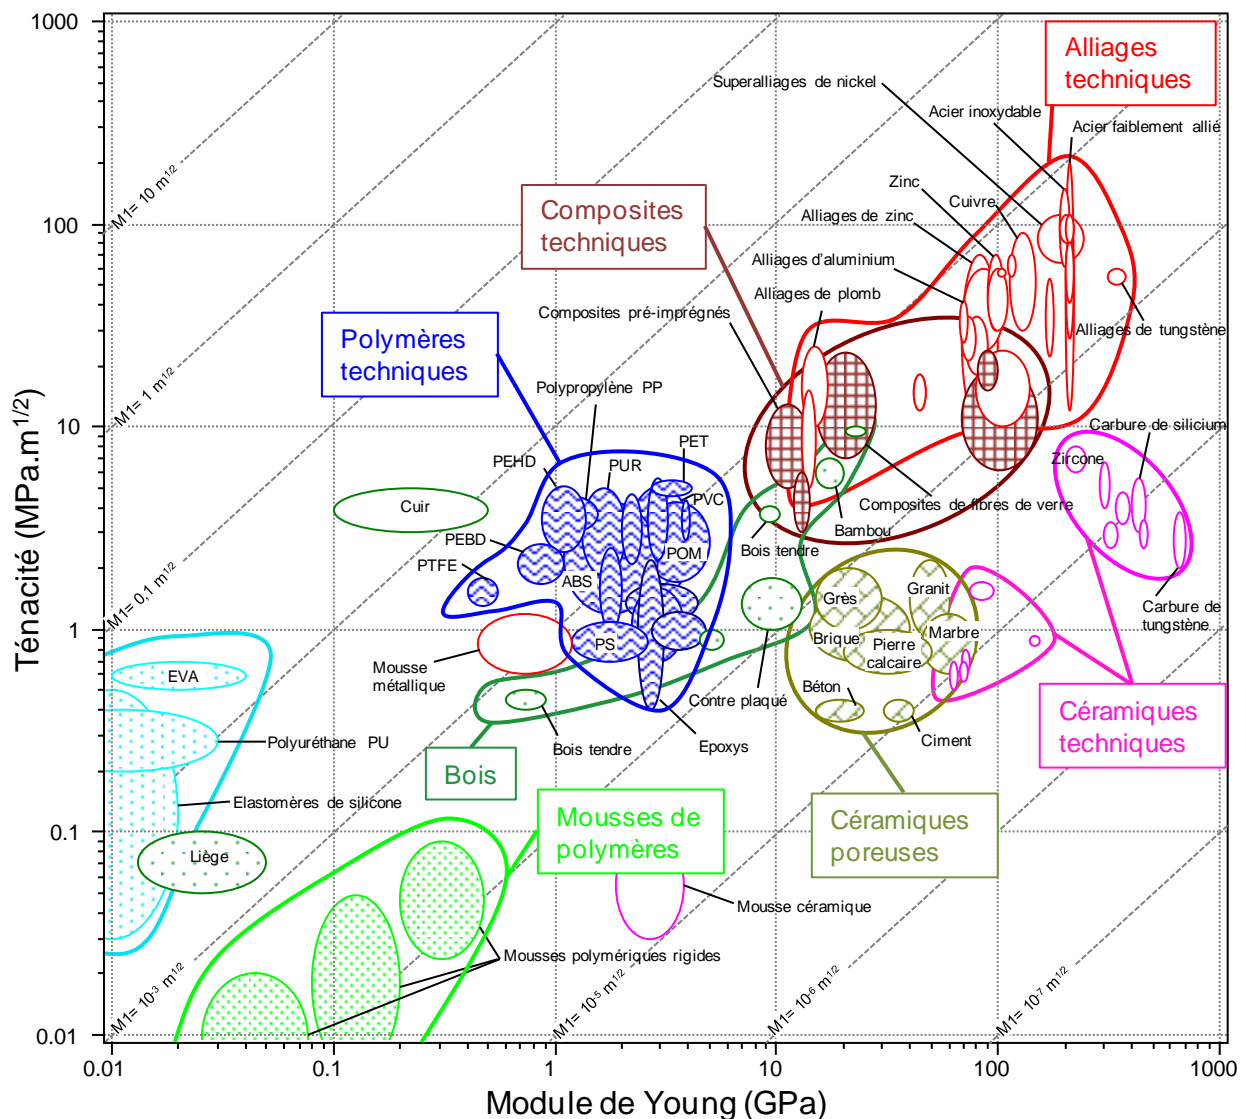 1000
100
10
1
0.1
0.01
Ténacité (MPa.m1/2)
0.01
0.1
1
10
100
1000
Module de Young (GPa)
Alliages
techniques
Superalliages de nickel
Acier inoxydable
Acier faiblement allié
Zinc
Cuivre
Alliages de zinc
Alliages d'aluminium
Alliages de plomb
Alliages de tungstène
Composites
techniques
Composites pré-imprégnés
Composites de fibres de verre
Polymères
techniques
Polypropylène PP
PEHD
PUR
PET
PVC
PEBD
PTFE
ABS
POM
PS
Epoxys
Cuir
Mousse
métallique
Bambou
Bois tendre
Contre plaqué
Bois tendre
Bois
Carbure de silicium
Zircone
Carbure de
tungstène
Céramiques
techniques
Grès
Granit
Brique
Marbre
Pierre
calcaire
Béton
Ciment
Céramiques
poreuses
EVA
Polyuréthane PU
Elastomères de silicone
Liège
Mousses de
polymères
Mousse céramique
Mousses polymériques rigides
M1= 10 m1/2
M1= 1 m1/2
M1= 0,1 m1/2
M1= 10-3 m1/2
M1= 10-5 m1/2
M1= 10-6 m1/2
M1= 10-7 m1/2